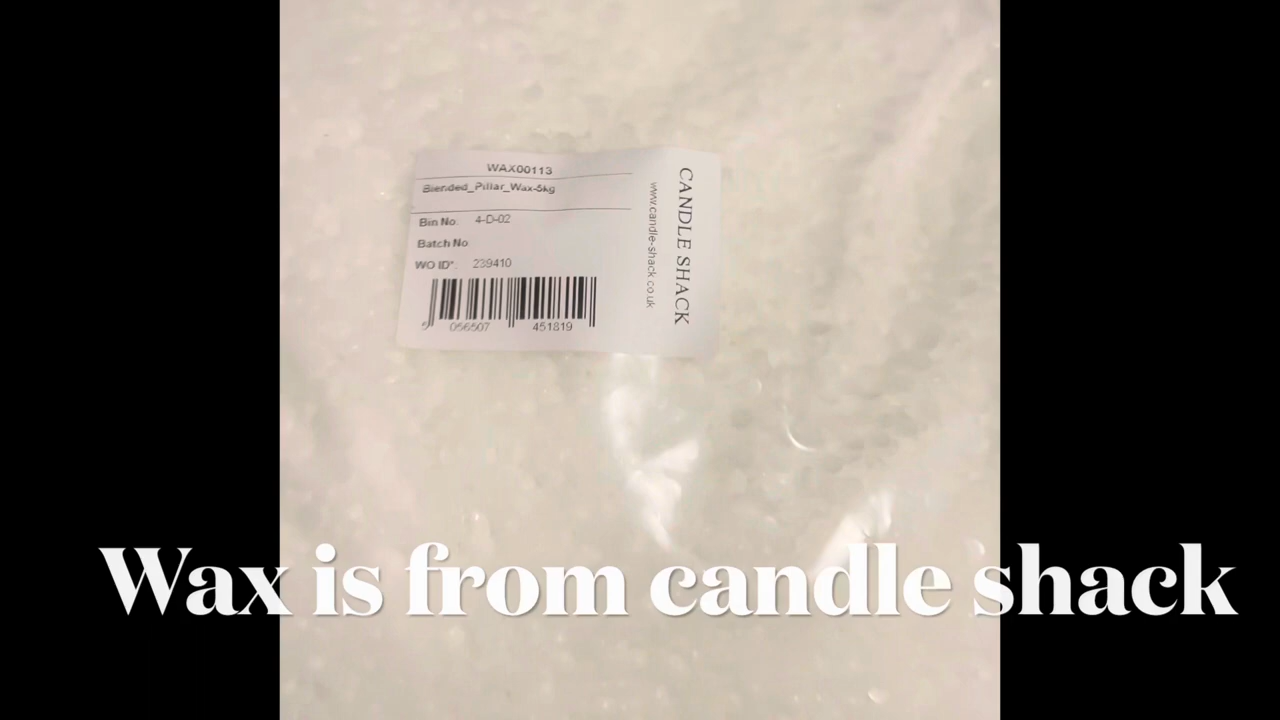 WAX00113
Blended_Pillar_Wax-5kg
Bin No. 4-D-02
Batch No
WO ID*: 239410
5 056507 451819
CANDLE SHACK
www.candle-shack.co.uk
Wax is from candle shack